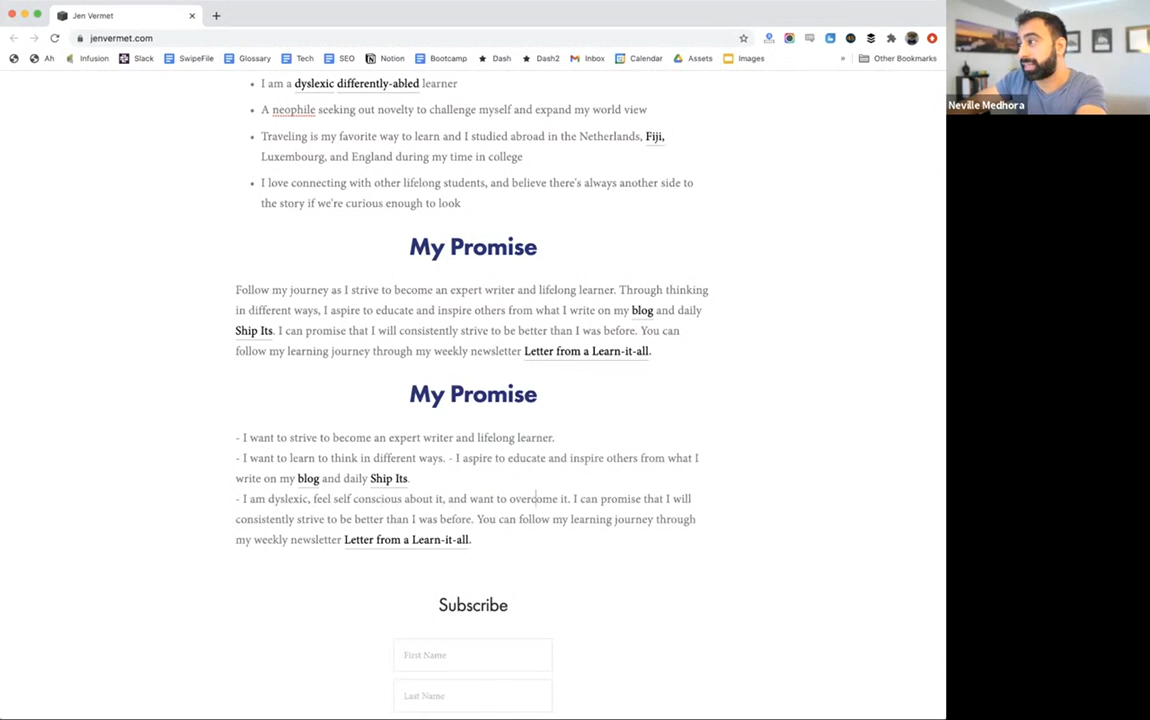 Jen Vermet
jenvermet.com
Ah Infusion Slack SwipeFile Glossary Tech SEO Notion Bootcamp Dash Dash2 Inbox Calendar Assets Images » Other Bookmarks
Neville Medhora
• I am a dyslexic differently-abled learner
• A neophile seeking out novelty to challenge myself and expand my world view
• Traveling is my favorite way to learn and I studied abroad in the Netherlands, Fiji,
Luxembourg, and England during my time in college
• I love connecting with other lifelong students, and believe there's always another side to
the story if we're curious enough to look
My Promise
Follow my journey as I strive to become an expert writer and lifelong learner. Through thinking
in different ways, I aspire to educate and inspire others from what I write on my blog and daily
Ship Its. I can promise that I will consistently strive to be better than I was before. You can
follow my learning journey through my weekly newsletter Letter from a Learn-it-all.
My Promise
- I want to strive to become an expert writer and lifelong learner.
- I want to learn to think in different ways. - I aspire to educate and inspire others from what I
write on my blog and daily Ship Its.
- I am dyslexic, feel self conscious about it, and want to overcome it. I can promise that I will
consistently strive to be better than I was before. You can follow my learning journey through
my weekly newsletter Letter from a Learn-it-all.
Subscribe
First Name
Last Name